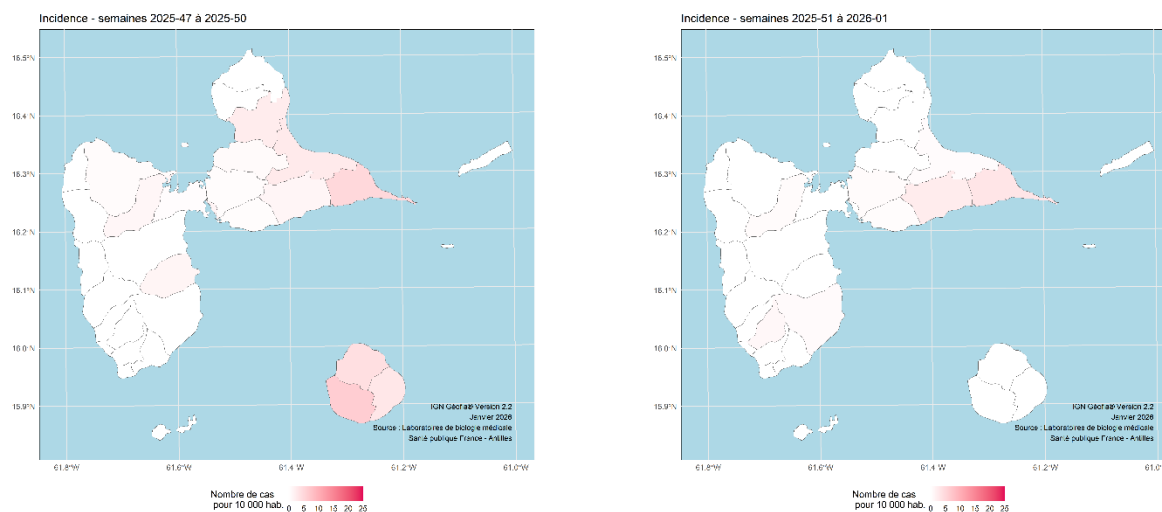 Incidence - semaines 2025-47 à 2025-50
16.5°N
16.4°N
16.3°N
16.2°N
16.1°N
16.0°N
15.9°N
IGN Géofla® Version 2.2
Janvier 2026
Source : Laboratoires de biologie médicale
Santé publique France - Antilles
61.8°W 61.6°W 61.4°W 61.2°W 61.0°W
Nombre de cas
pour 10 000 hab.
0 5 10 15 20 25
Incidence - semaines 2025-51 à 2026-01
16.5°N
16.4°N
16.3°N
16.2°N
16.1°N
16.0°N
15.9°N
IGN Géofla® Version 2.2
Janvier 2026
Source : Laboratoires de biologie médicale
Santé publique France - Antilles
61.8°W 61.6°W 61.4°W 61.2°W 61.0°
Nombre de cas
pour 10 000 hab.
0 5 10 15 20 25